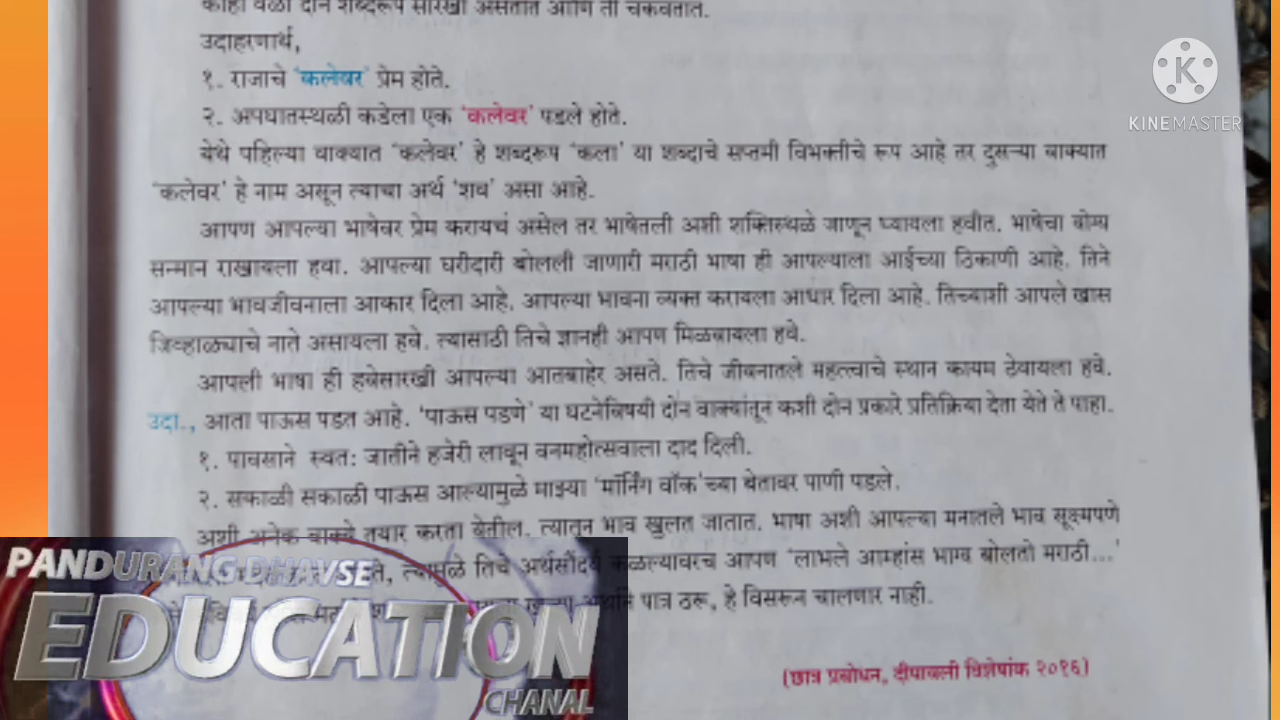 काही वेळा दोन शब्दरूपं सारखी असतात आणि ती चकवतात.
उदाहरणार्थ,
१. राजाचे 'कलेवर' प्रेम होते.
२. अपघातस्थळी कडेला एक 'कलेवर' पडले होते.
येथे पहिल्या वाक्यात 'कलेवर' हे शब्दरूप 'कला' या शब्दाचे सप्तमी विभक्तीचे रूप आहे तर दुसऱ्या वाक्यात
'कलेवर' हे नाम असून त्याचा अर्थ 'शव' असा आहे.
आपण आपल्या भाषेवर प्रेम करायचं असेल तर भाषेतली अशी शक्तिस्थळे जाणून घ्यायला हवीत. भाषेचा योग्य
सन्मान राखायला हवा. आपल्या घरीदारी बोलली जाणारी मराठी भाषा ही आपल्याला आईच्या ठिकाणी आहे. तिने
आपल्या भावजीवनाला आकार दिला आहे. आपल्या भावना व्यक्त करायला आधार दिला आहे. तिच्याशी आपले खास
जिव्हाळ्याचे नाते असायला हवे. त्यासाठी तिचे ज्ञानही आपण मिळवायला हवे.
आपली भाषा ही हवेसारखी आपल्या आतबाहेर असते. तिचे जीवनातले महत्त्वाचे स्थान कायम ठेवायला हवे.
उदा., आता पाऊस पडत आहे. 'पाऊस पडणे' या घटनेविषयी दोन वाक्यांतून कशी दोन प्रकारे प्रतिक्रिया देता येते ते पाहा.
१. पावसाने स्वत: जातीने हजेरी लावून वनमहोत्सवाला दाद दिली.
२. सकाळी सकाळी पाऊस आल्यामुळे माझ्या 'मॉर्निंग वॉक'च्या बेतावर पाणी पडले.
अशी अनेक वाक्ये तयार करता येतील. त्यातून भाव खुलत जातात. भाषा अशी आपल्या मनातले भाव सूक्ष्मपणे
त्यामुळे तिचे अर्थसौंदर्य कळल्यावरच आपण 'लाभले आम्हांस भाग्य बोलतो मराठी...'
पात्र ठरू, हे विसरून चालणार नाही.
(छात्र प्रबोधन, दीपावली विशेषांक २०१६)
KINEMASTER
PANDURANG DHAVSE
EDUCATION
CHANAL